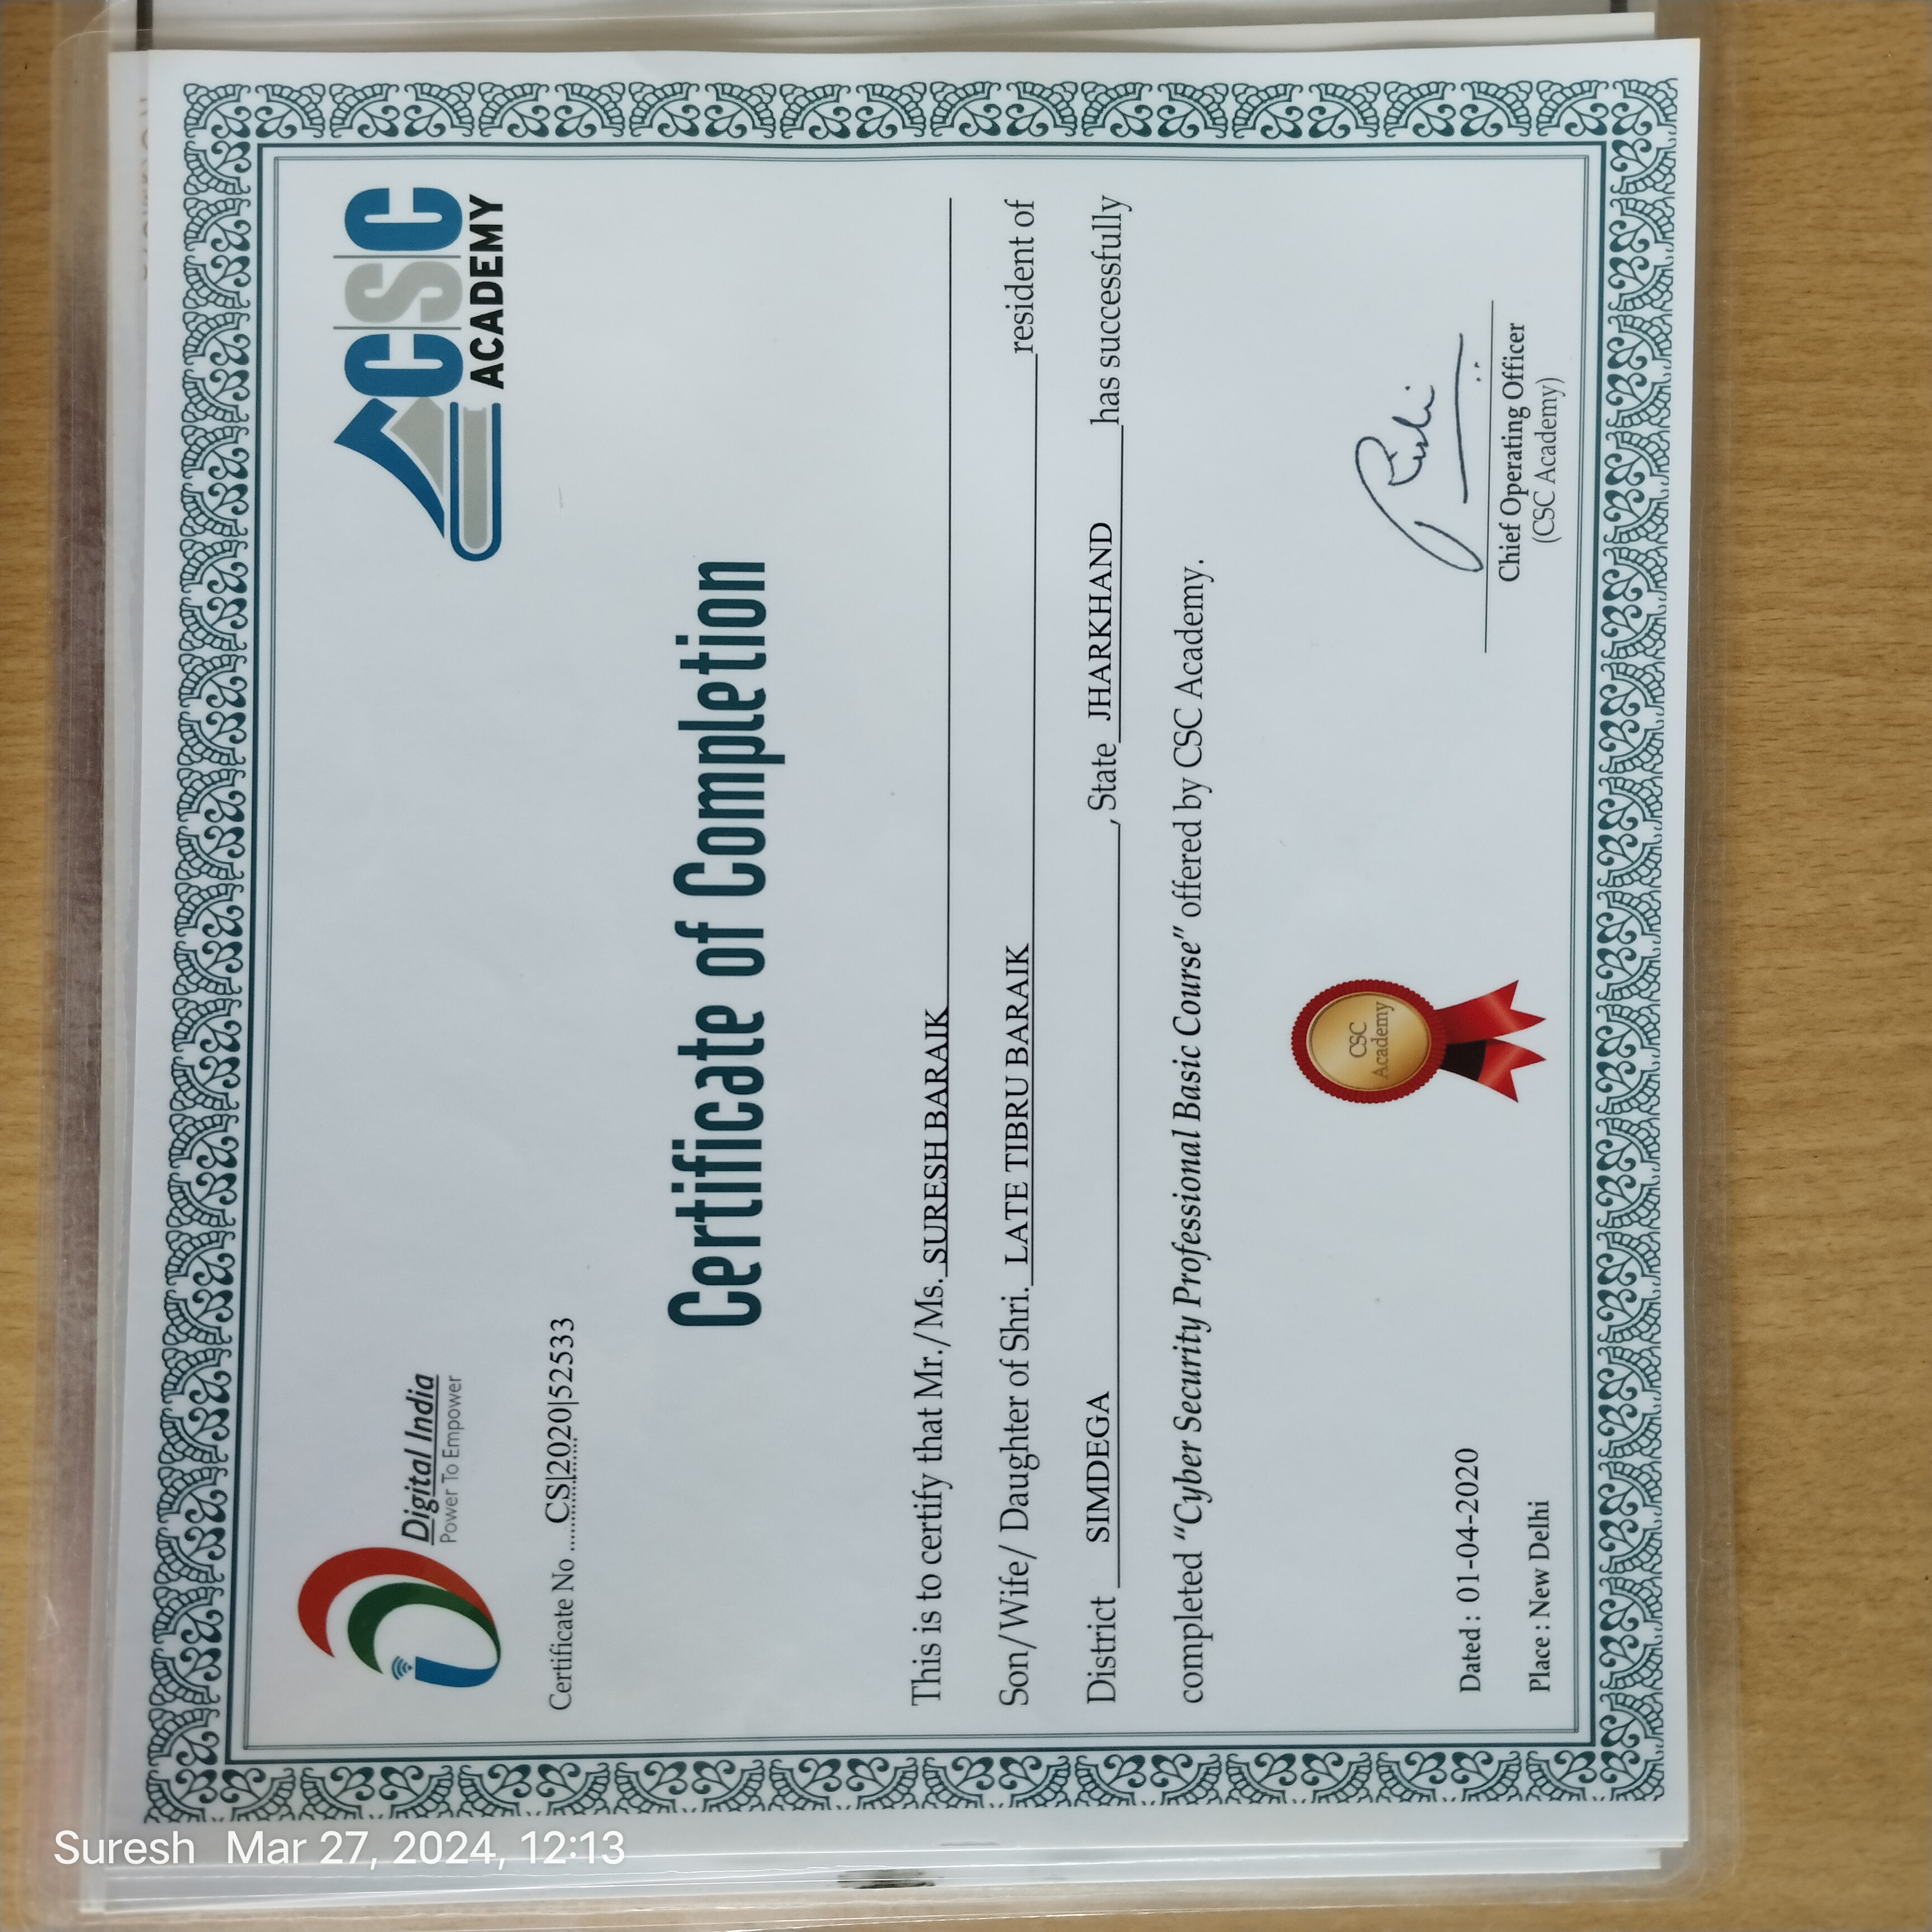 Digital India
Power To Empower
CSC
ACADEMY
Certificate No ............ CS|2020|52533
Certificate of Completion
This is to certify that Mr./Ms. SURESH BARAIK
Son/Wife/ Daughter of Shri. LATE TIBRU BARAIK resident of
District SIMDEGA , State JHARKHAND has successfully
completed "Cyber Security Professional Basic Course" offered by CSC Academy.
CSC
Academy
Dated : 01-04-2020
Place : New Delhi
Chief Operating Officer
(CSC Academy)
Suresh Mar 27, 2024, 12:13